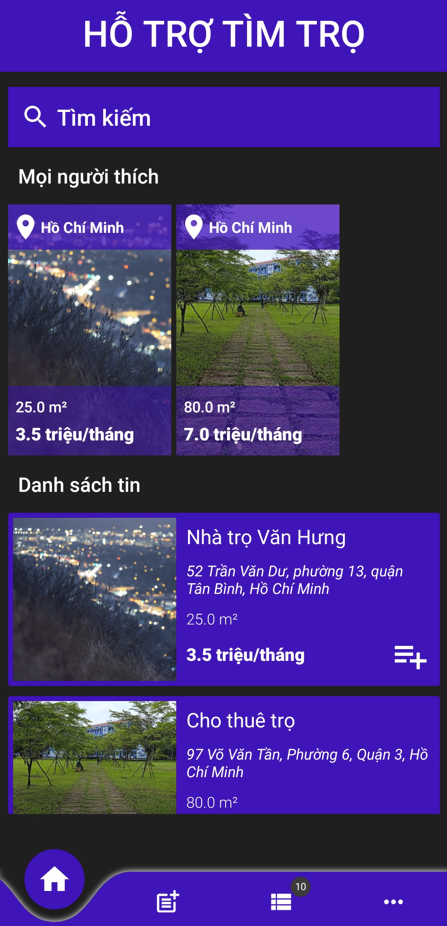 HỖ TRỢ TÌM TRỌ
Tìm kiếm
Mọi người thích
Hồ Chí Minh
25.0 m²
3.5 triệu/tháng
Hồ Chí Minh
80.0 m²
7.0 triệu/tháng
Danh sách tin
Nhà trọ Văn Hưng
52 Trần Văn Dư, phường 13, quận
Tân Bình, Hồ Chí Minh
25.0 m²
3.5 triệu/tháng
Cho thuê trọ
97 Võ Văn Tần, Phường 6, Quận 3, Hồ
Chí Minh
80.0 m²
10